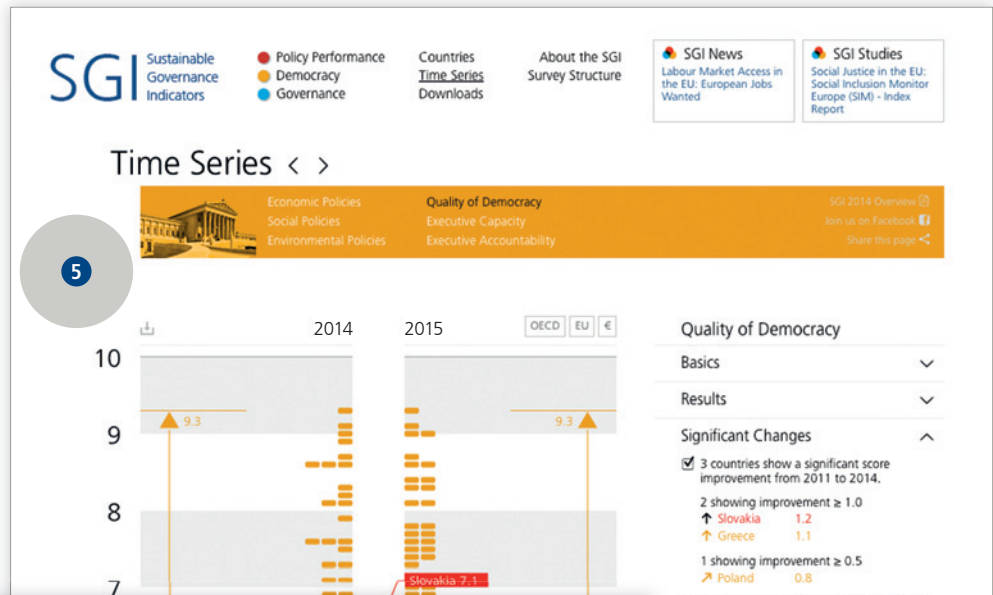 SGI Sustainable
Governance
Indicators
Policy Performance
Democracy
Governance
Countries
Time Series
Downloads
About the SGI
Survey Structure
SGI News
Labour Market Access in
the EU: European Jobs
Wanted
SGI Studies
Social Justice in the EU:
Social Inclusion Monitor
Europe (SIM) - Index
Report
Time Series < >
Economic Policies
Social Policies
Environmental Policies
Quality of Democracy
Executive Capacity
Executive Accountability
SGI 2014 Overview
Join us on Facebook
Share this page
5
2014
2015
OECD EU €
10
9
8
7
9.3
9.3
Slovakia 7.1
Quality of Democracy
Basics
Results
Significant Changes
3 countries show a significant score
improvement from 2011 to 2014.
2 showing improvement ≥ 1.0
Slovakia 1.2
Greece 1.1
1 showing improvement ≥ 0.5
Poland 0.8